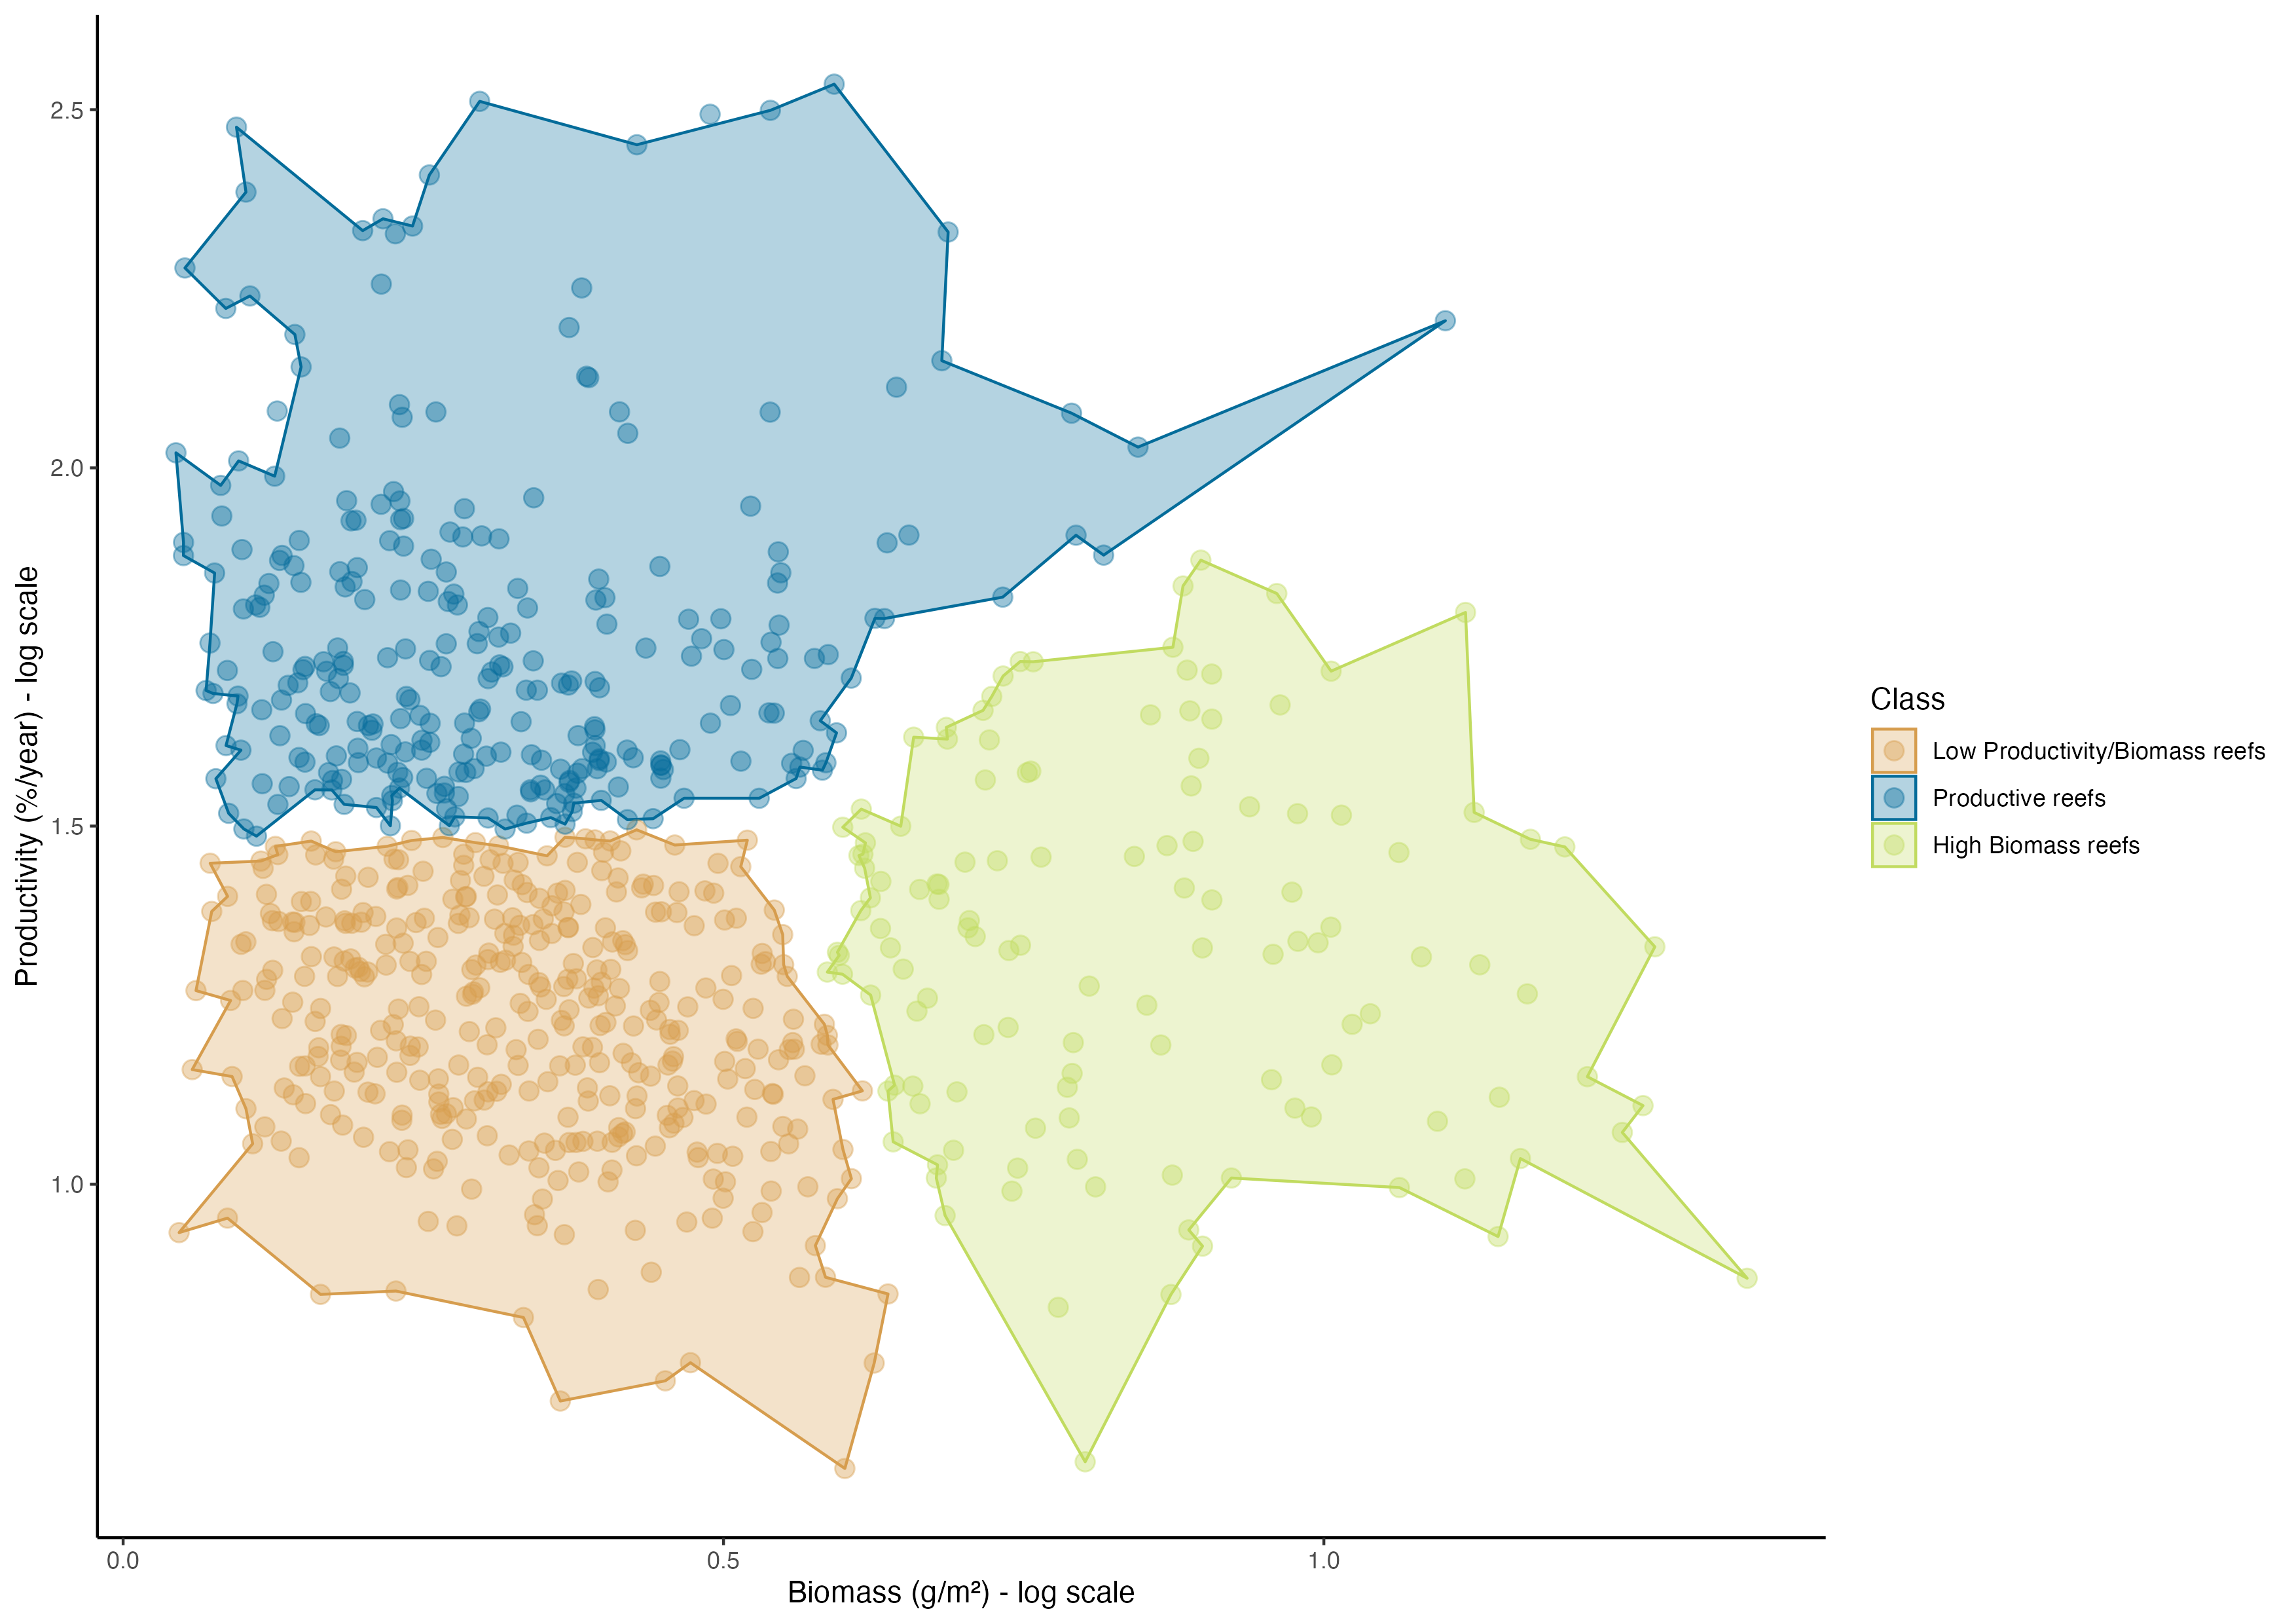 Productivity (%/year) - log scale
2.5
2.0
1.5
1.0
0.0
0.5
1.0
Biomass (g/m²) - log scale
Class
Low Productivity/Biomass reefs
Productive reefs
High Biomass reefs